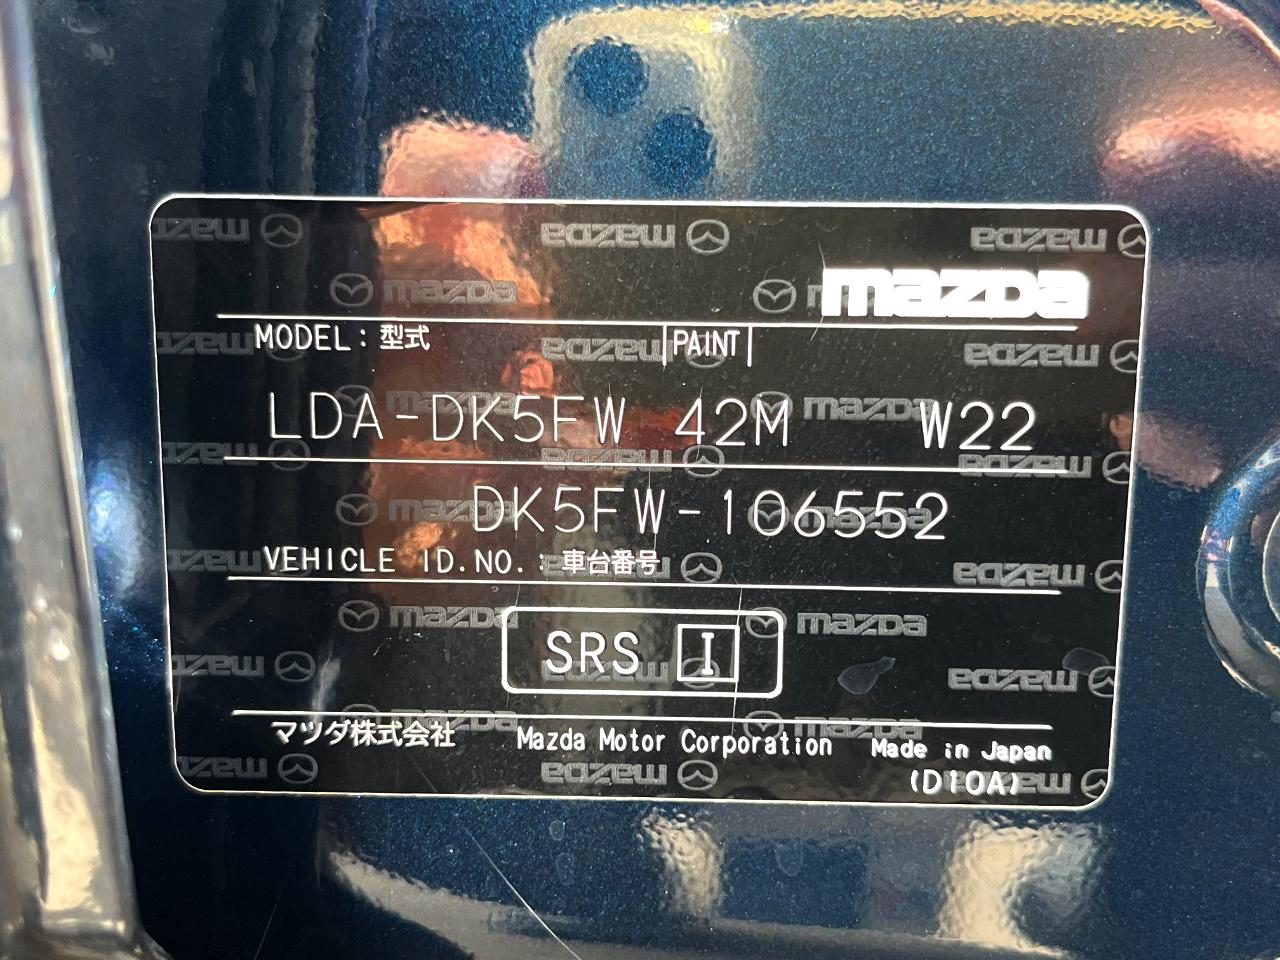 mazda
MODEL: 型式 PAINT
LDA-DK5FW 42M W22
DK5FW-106552
VEHICLE ID.NO.: 車台番号
SRS I
マツダ株式会社 Mazda Motor Corporation Made in Japan
(D10A)